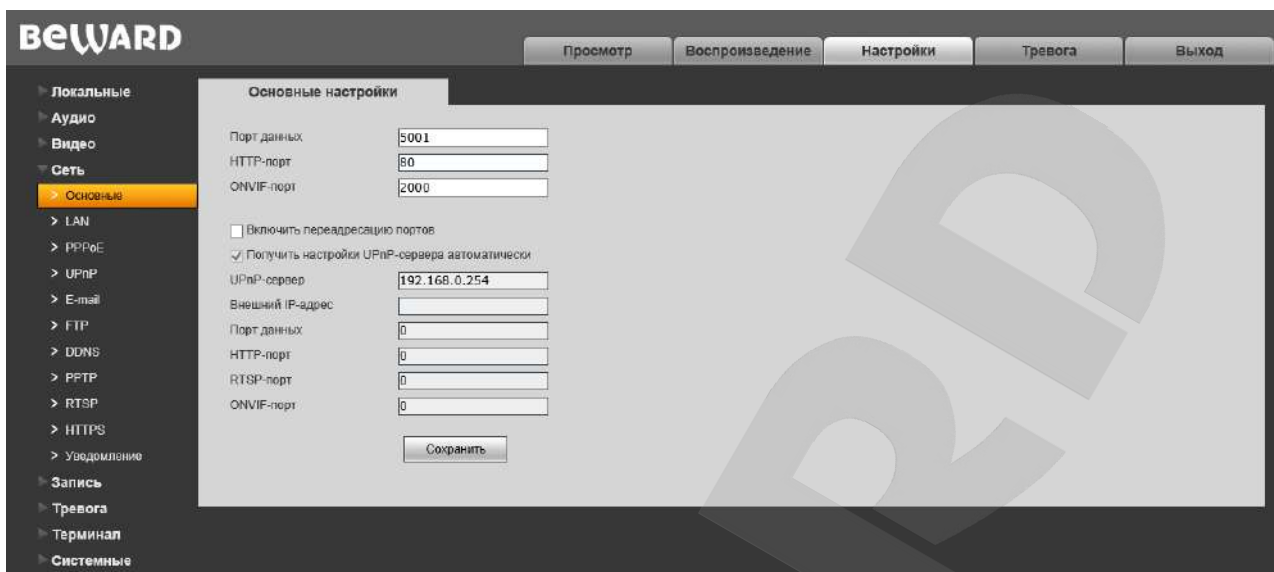 BEWARD
Просмотр Воспроизведение Настройки Тревога Выход
Локальные
Аудио
Видео
Сеть
> Основные
> LAN
> PPPoE
> UPnP
> E-mail
> FTP
> DDNS
> PPTP
> RTSP
> HTTPS
> Уведомление
Запись
Тревога
Терминал
Системные
Основные настройки
Порт данных 5001
HTTP-порт 80
ONVIF-порт 2000
Включить переадресацию портов
Получить настройки UPnP-сервера автоматически
UPnP-сервер 192.168.0.254
Внешний IP-адрес
Порт данных 0
HTTP-порт 0
RTSP-порт 0
ONVIF-порт 0
Сохранить
RD